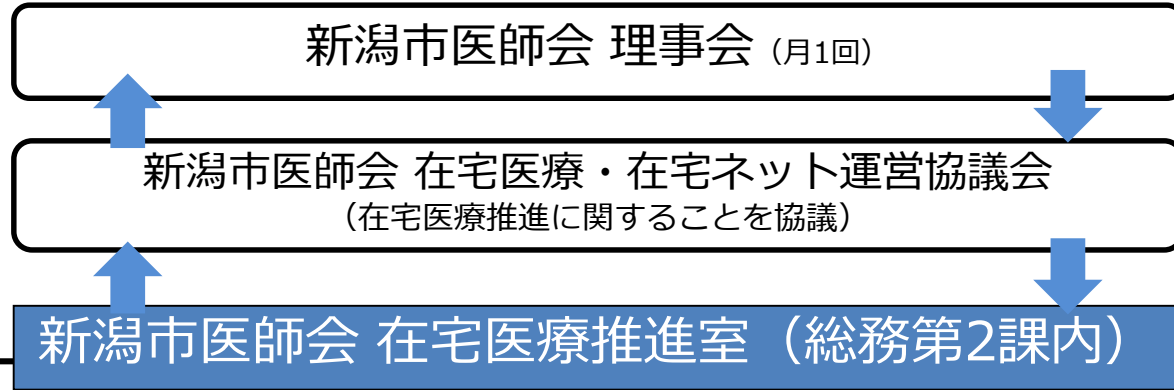 新潟市医師会 理事会（月1回）
新潟市医師会 在宅医療・在宅ネット運営協議会
（在宅医療推進に関することを協議）
新潟市医師会 在宅医療推進室（総務第2課内）